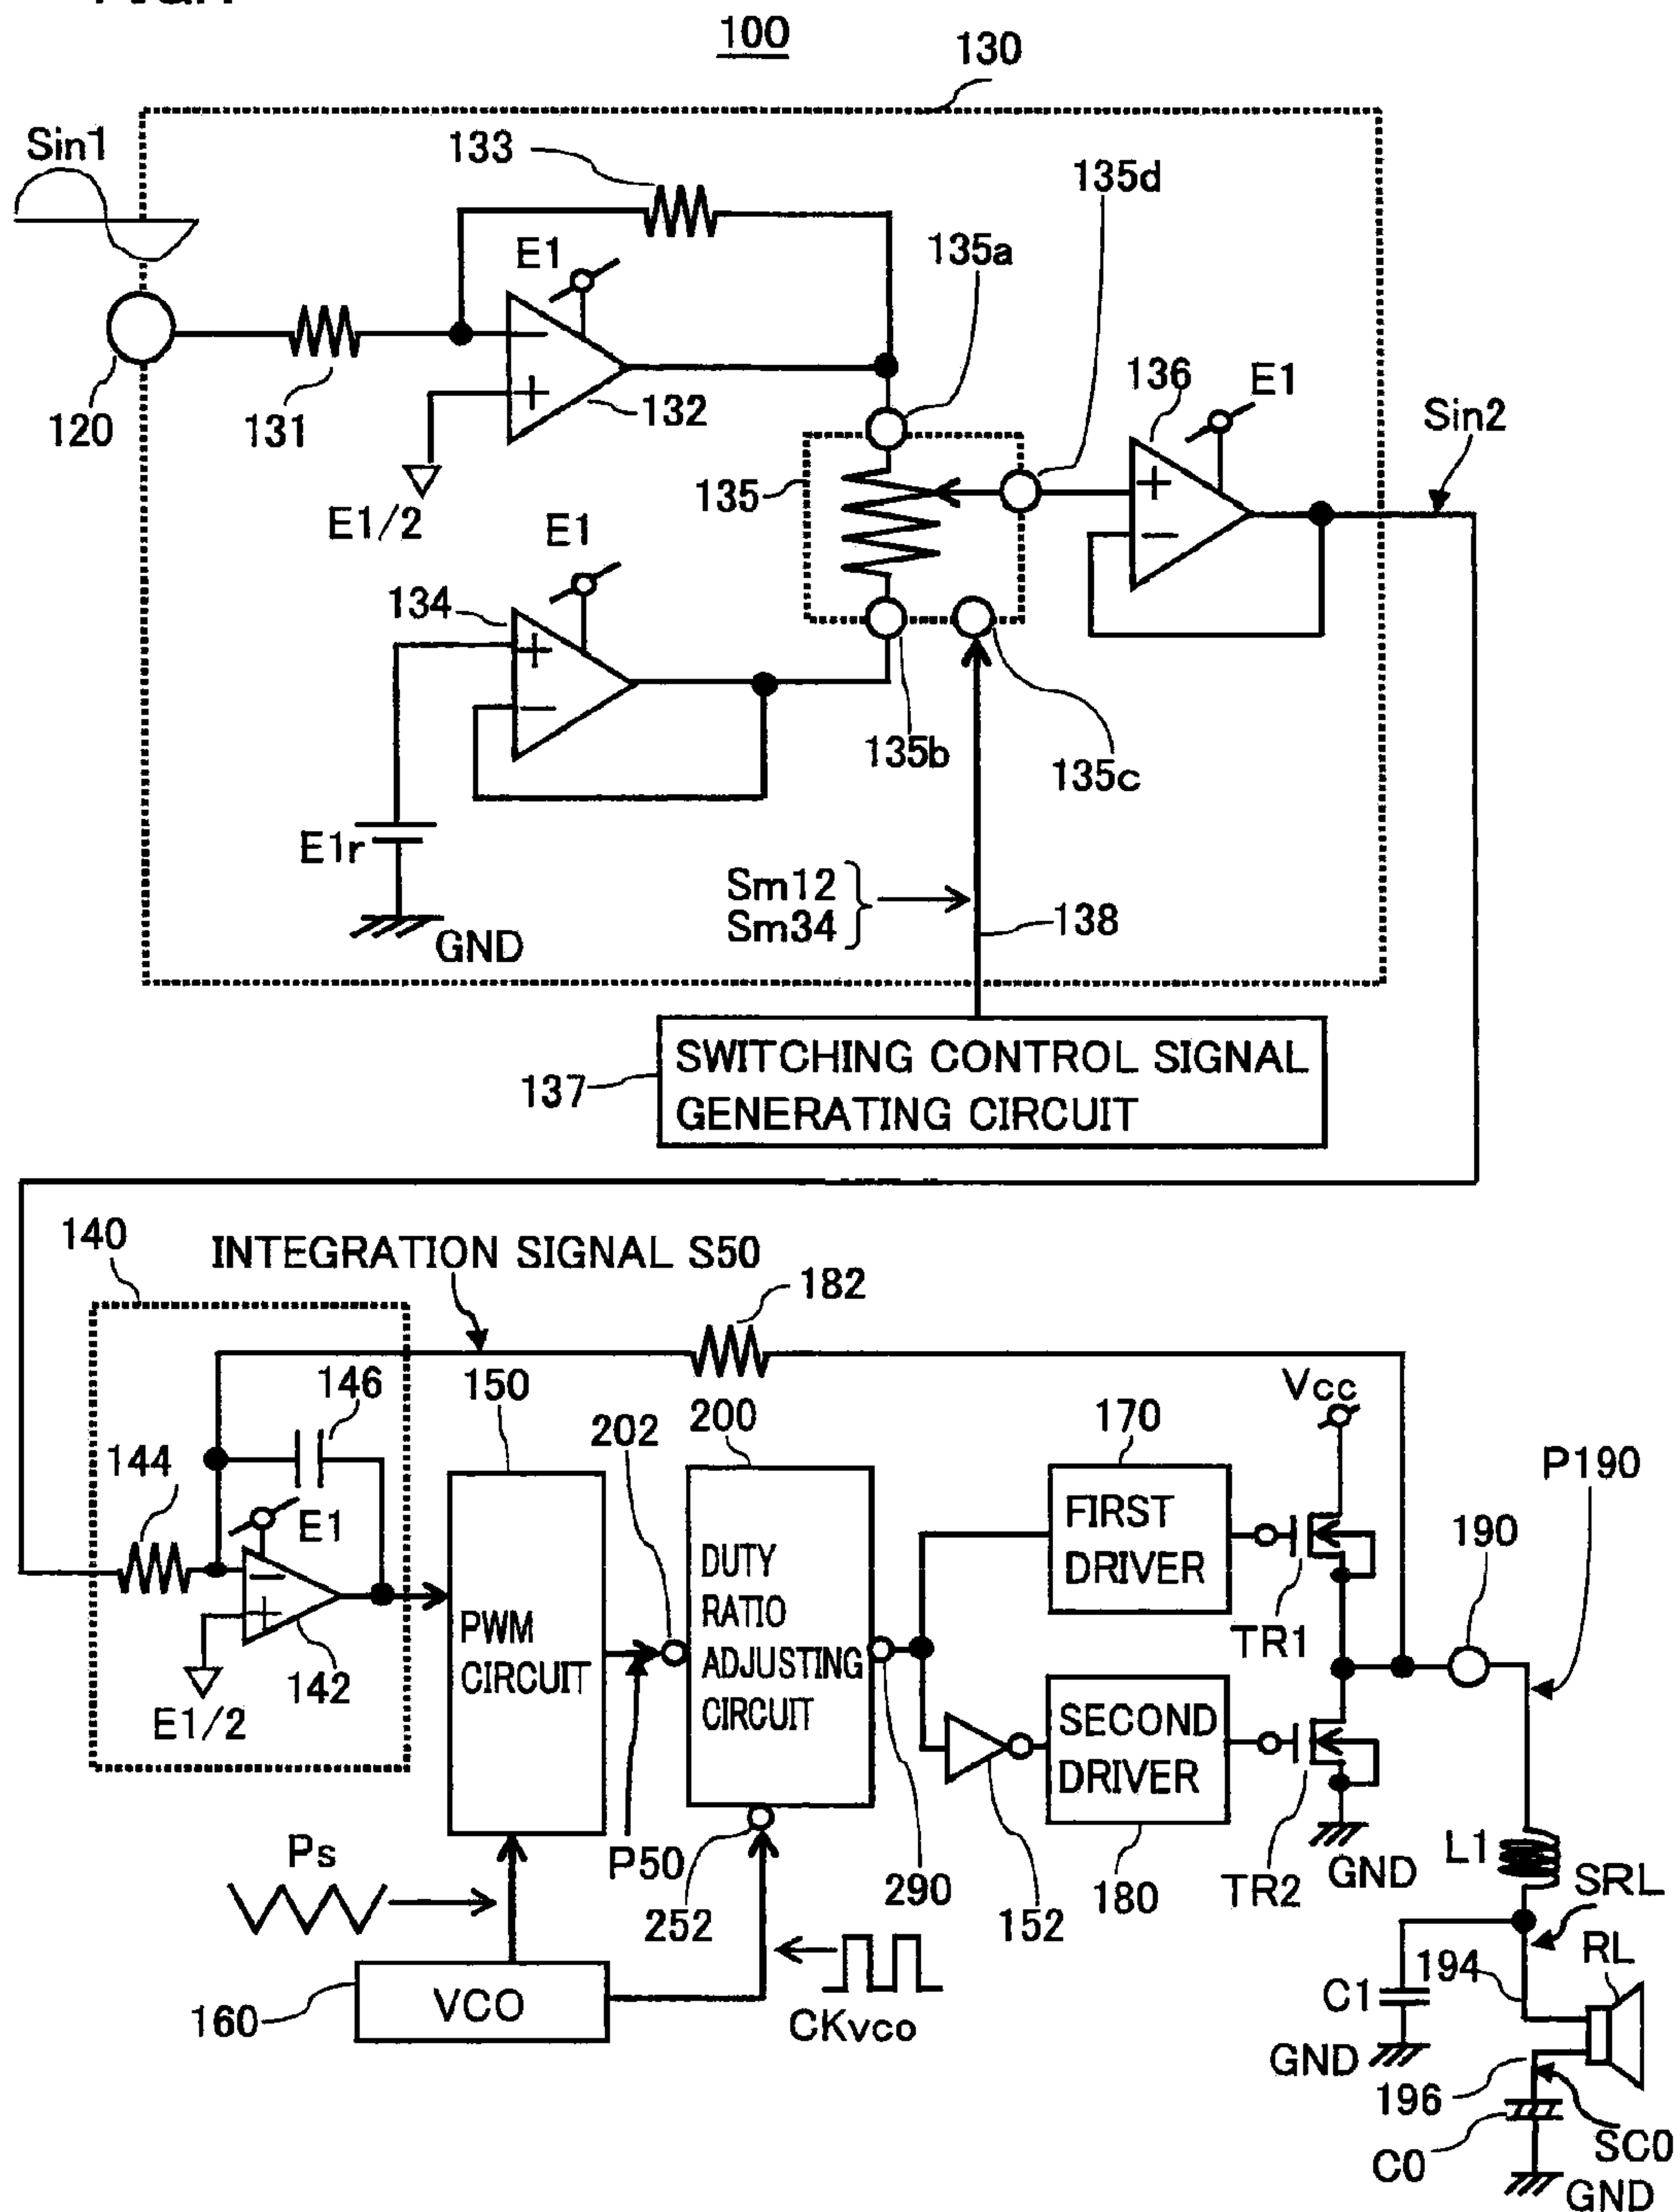 100
130
Sin1
133
135d
E1
135a
136
E1
120
131
132
Sin2
E1/2
135
E1
134
135b
135c
E1r
Sm12
Sm34
138
GND
137
SWITCHING CONTROL SIGNAL
GENERATING CIRCUIT
140
INTEGRATION SIGNAL S50
182
146
150
Vcc
144
202
200
170
P190
E1
FIRST
DRIVER
190
DUTY
RATIO
ADJUSTING
CIRCUIT
PWM
CIRCUIT
TR1
142
E1/2
SECOND
DRIVER
Ps
P50
GND
L1
252
290
152
180
TR2
SRL
RL
194
160
VCO
CKvco
C1
GND
196
C0
SC0
GND